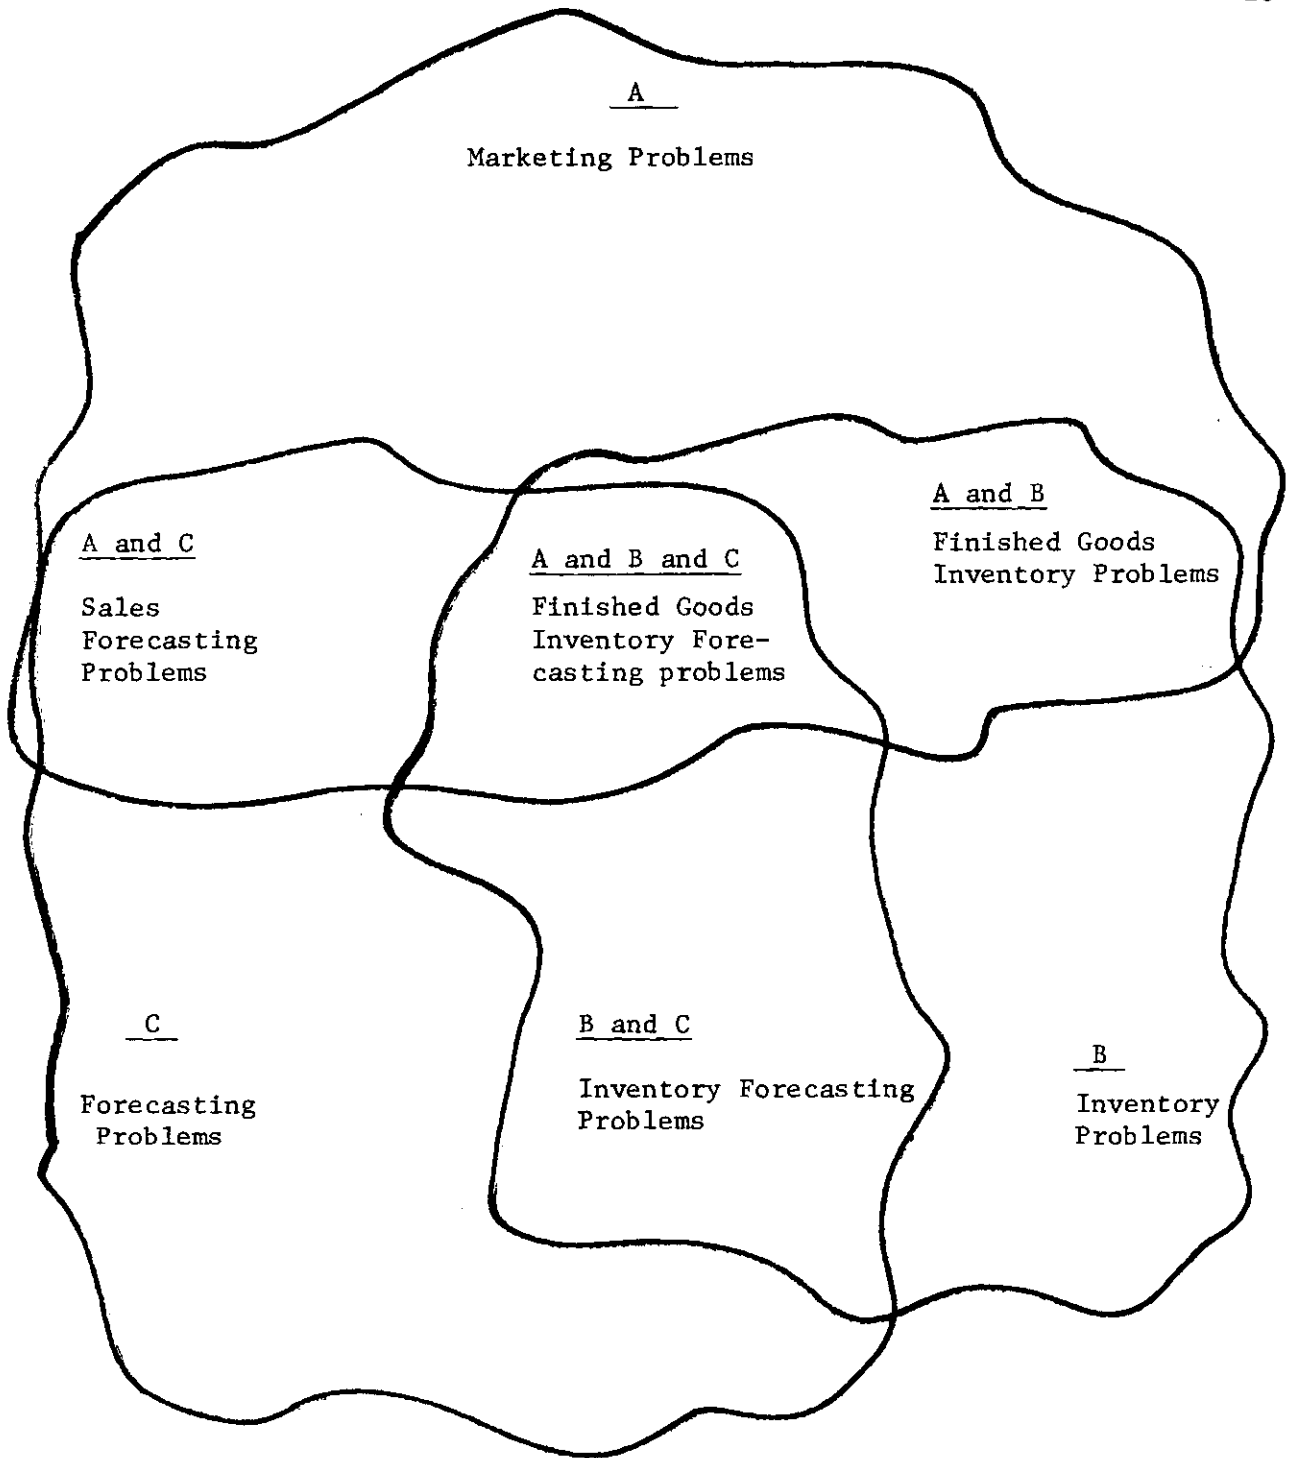 A
Marketing Problems
A and B
Finished Goods
Inventory Problems
A and C
Sales
Forecasting
Problems
A and B and C
Finished Goods
Inventory Fore-
casting problems
C
Forecasting
Problems
B and C
Inventory Forecasting
Problems
B
Inventory
Problems